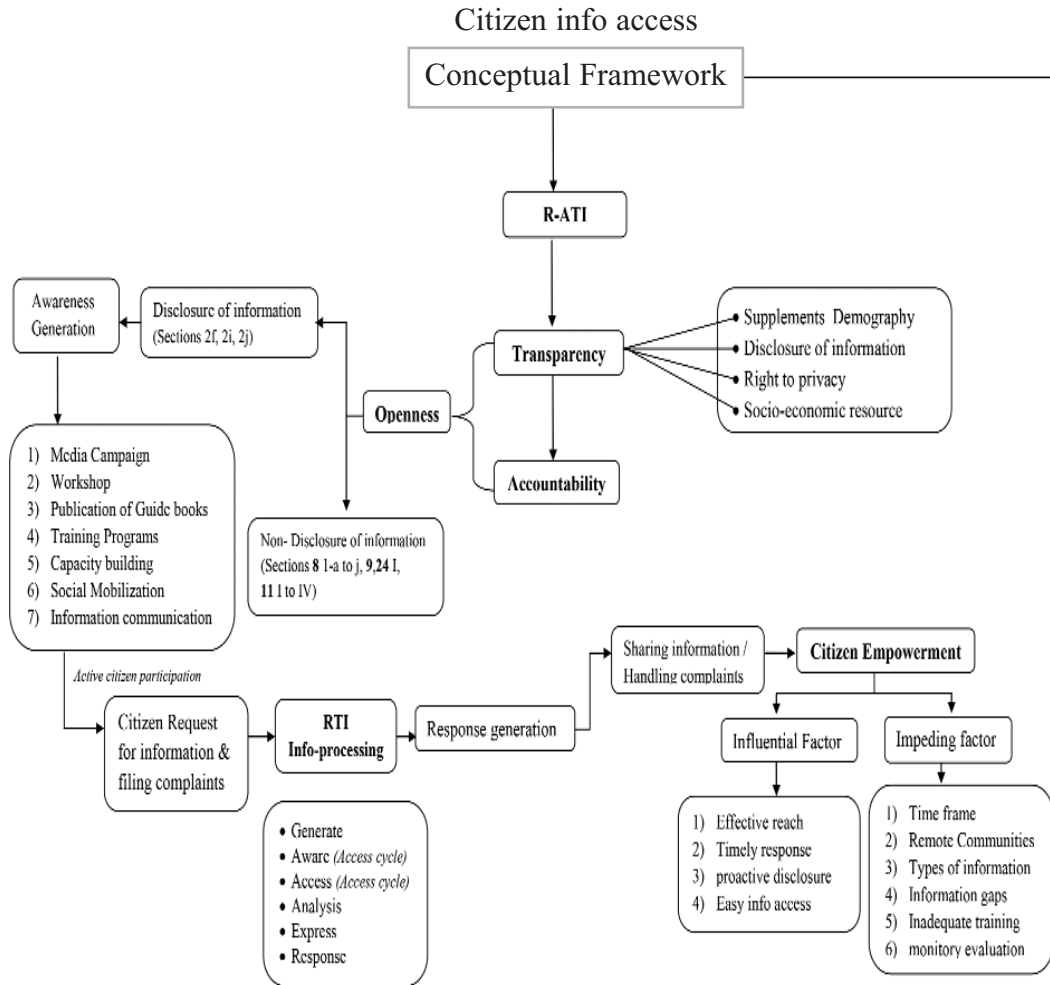 Citizen info access
Conceptual Framework
R-ATI
Awareness
Generation
Disclosure of information
(Sections 2f, 2i, 2j)
Transparency
• Supplements Demography
• Disclosure of information
• Right to privacy
• Socio-economic resource
Openness
Accountability
1) Media Campaign
2) Workshop
3) Publication of Guide books
4) Training Programs
5) Capacity building
6) Social Mobilization
7) Information communication
Non- Disclosure of information
(Sections 8 1-a to j, 9,24 I,
11 I to IV)
Active citizen participation
Citizen Request
for information &
filing complaints
RTI
Info-processing
Response generation
Sharing information /
Handling complaints
Citizen Empowerment
Influential Factor
Impeding factor
• Generate
• Aware (Access cycle)
• Access (Access cycle)
• Analysis
• Express
• Response
1) Effective reach
2) Timely response
3) proactive disclosure
4) Easy info access
1) Time frame
2) Remote Communities
3) Types of information
4) Information gaps
5) Inadequate training
6) monitory evaluation